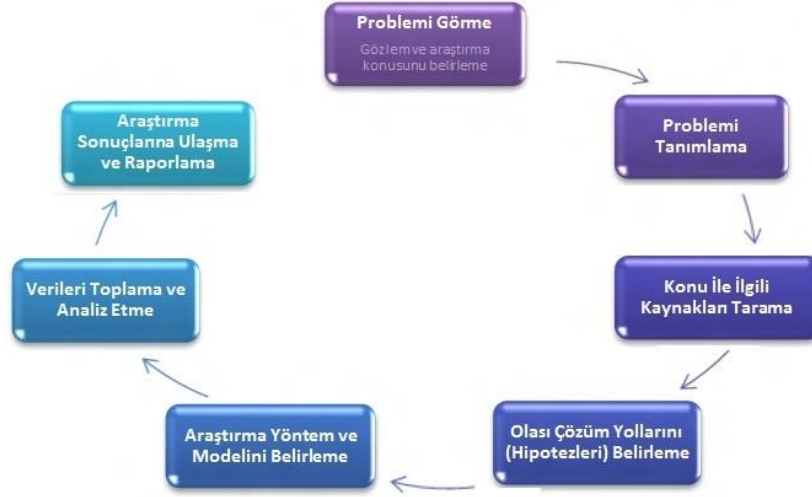 Problemi Görme
Gözlem ve araştırma
konusunu belirleme
Problemi
Tanımlama
Konu İle İlgili
Kaynakları Tarama
Olası Çözüm Yollarını
(Hipotezleri) Belirleme
Araştırma Yöntem ve
Modelini Belirleme
Verileri Toplama ve
Analiz Etme
Araştırma
Sonuçlarına Ulaşma
ve Raporlama